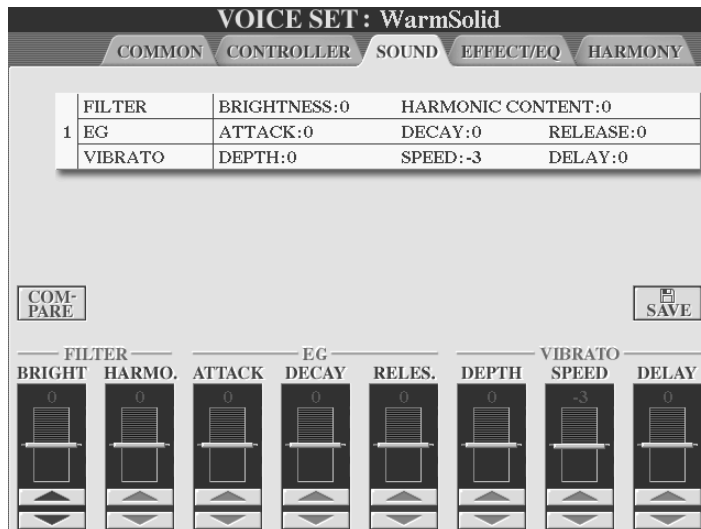 VOICE SET : WarmSolid
COMMON CONTROLLER SOUND EFFECT/EQ HARMONY
FILTER BRIGHTNESS:0 HARMONIC CONTENT:0
1 EG ATTACK:0 DECAY:0 RELEASE:0
VIBRATO DEPTH:0 SPEED:-3 DELAY:0
COM-
PARE
SAVE
FILTER EG VIBRATO
BRIGHT HARMO. ATTACK DECAY RELES. DEPTH SPEED DELAY
0 0 0 0 0 0 -3 0